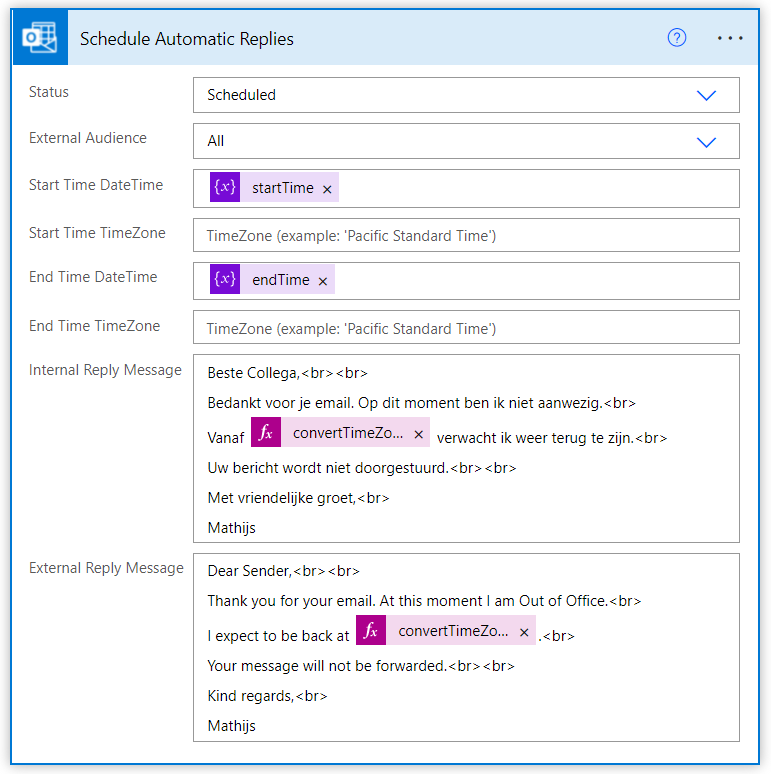 Schedule Automatic Replies
?
Status
Scheduled
External Audience
All
Start Time DateTime
{x} startTime ×
Start Time TimeZone
TimeZone (example: 'Pacific Standard Time')
End Time DateTime
{x} endTime ×
End Time TimeZone
TimeZone (example: 'Pacific Standard Time')
Internal Reply Message
Beste Collega,<br><br>
Bedankt voor je email. Op dit moment ben ik niet aanwezig.<br>
Vanaf fx convertTimeZo... × verwacht ik weer terug te zijn.<br>
Uw bericht wordt niet doorgestuurd.<br><br>
Met vriendelijke groet,<br>
Mathijs
External Reply Message
Dear Sender,<br><br>
Thank you for your email. At this moment I am Out of Office.<br>
I expect to be back at fx convertTimeZo... × .<br>
Your message will not be forwarded.<br><br>
Kind regards,<br>
Mathijs